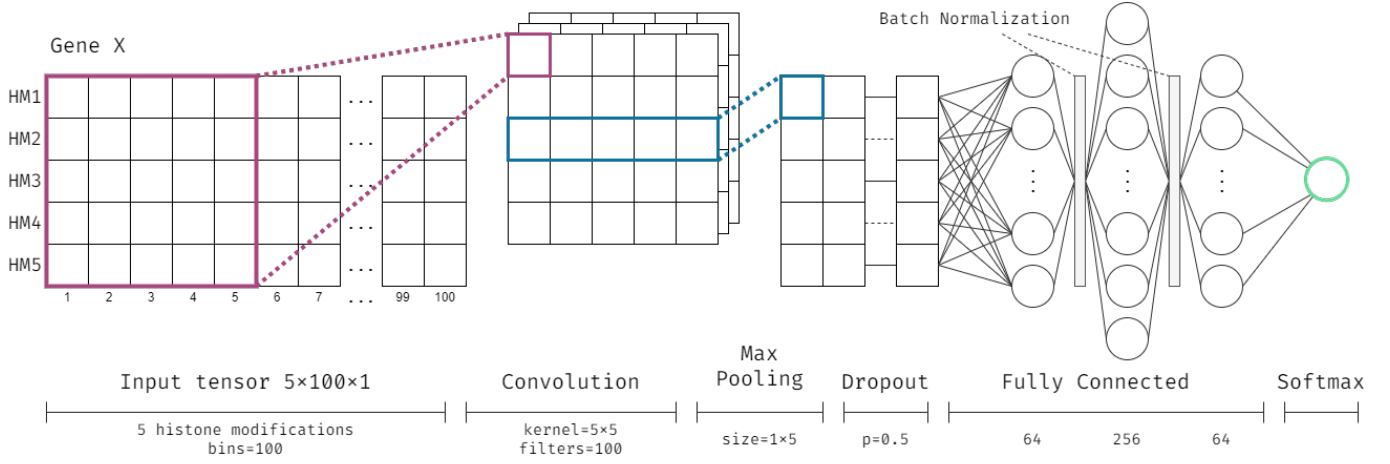 Batch Normalization
Gene X
HM1
HM2
HM3
HM4
HM5
...
...
...
...
...
1 2 3 4 5 6 7 ... 99 100
⋮ ⋮ ⋮
Input tensor 5×100×1
Convolution
Max
Pooling
Dropout
Fully Connected
Softmax
5 histone modifications
bins=100
kernel=5×5
filters=100
size=1×5
p=0.5
64 256 64